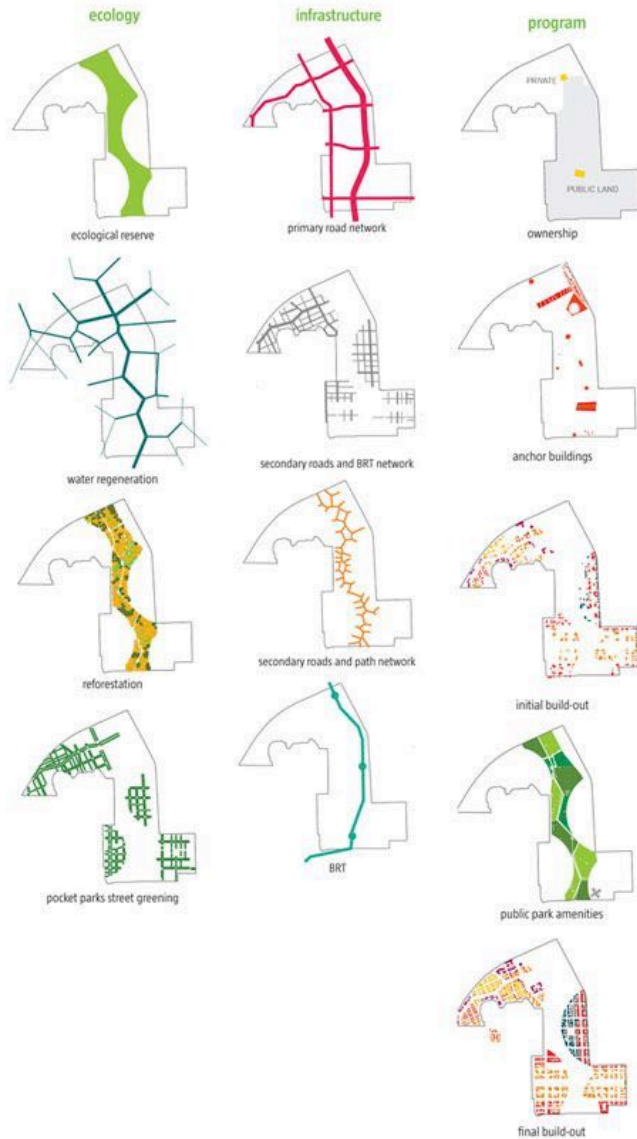 ecology
infrastructure
program
ecological reserve
primary road network
PRIVATE
PUBLIC LAND
ownership
water regeneration
secondary roads and BRT network
anchor buildings
reforestation
secondary roads and path network
initial build-out
pocket parks street greening
BRT
public park amenities
final build-out